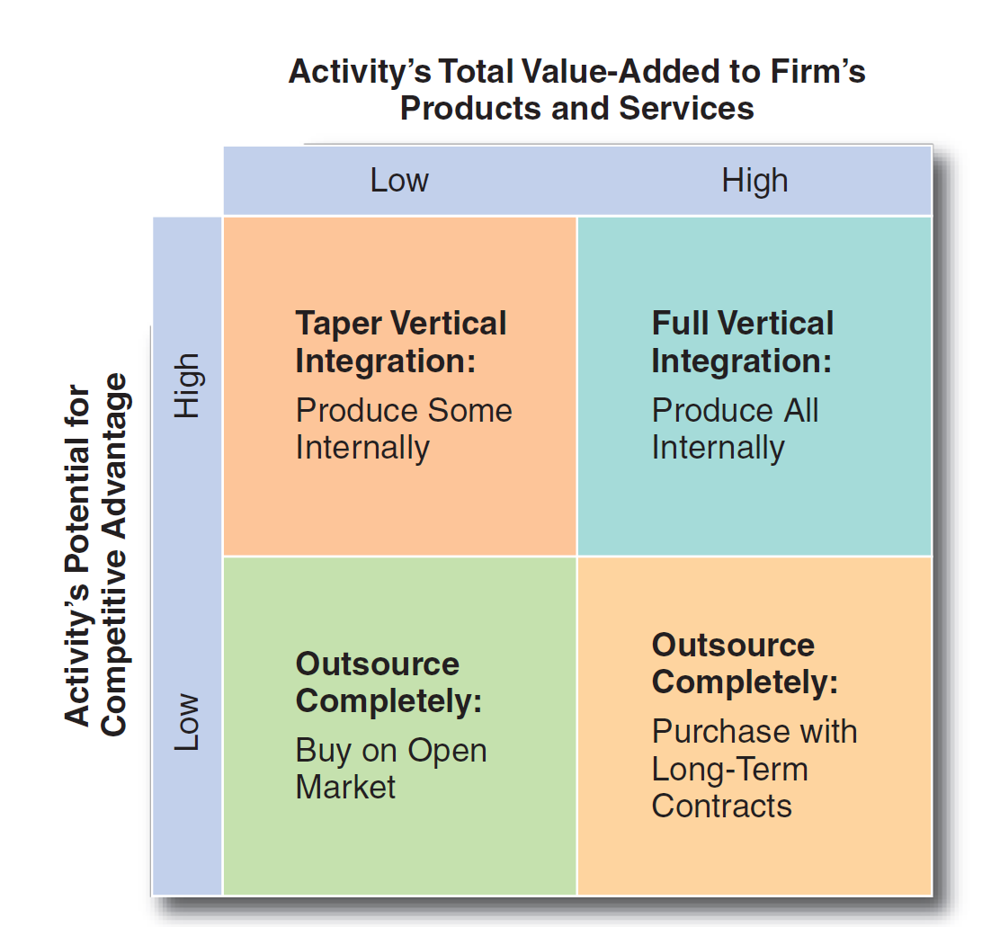 Activity’s Total Value-Added to Firm’s
Products and Services
Low
High
Activity’s Potential for
Competitive Advantage
High
Low
Taper Vertical
Integration:
Produce Some
Internally
Full Vertical
Integration:
Produce All
Internally
Outsource
Completely:
Buy on Open
Market
Outsource
Completely:
Purchase with
Long-Term
Contracts